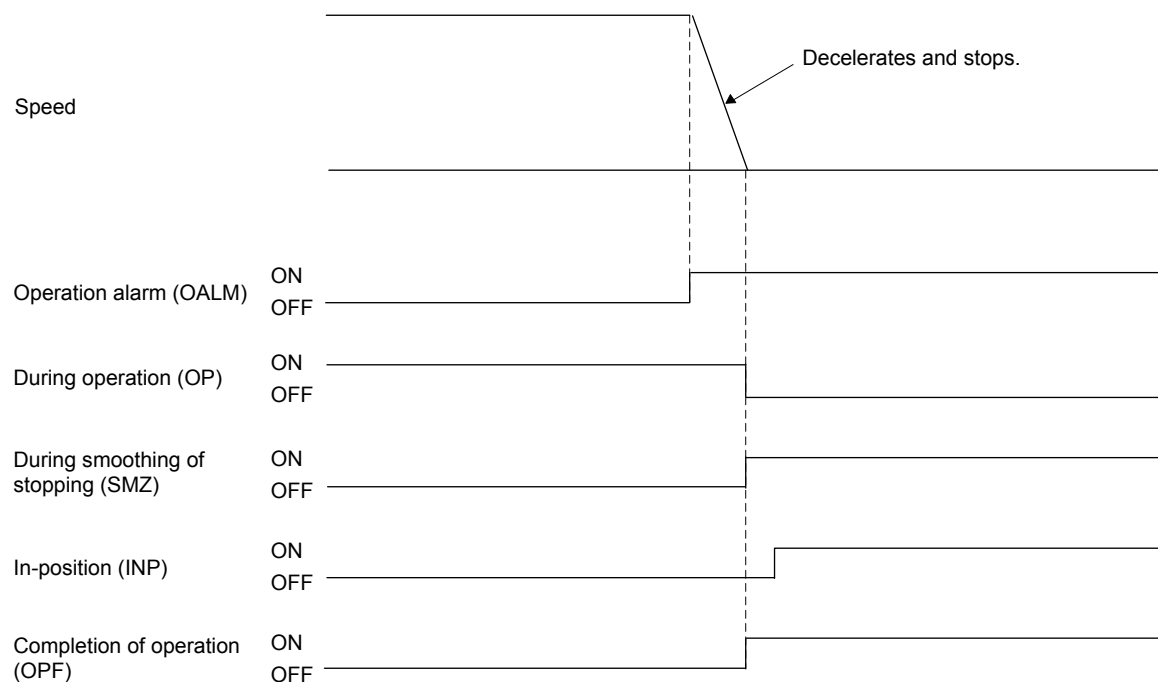 Decelerates and stops.
Speed
ON
Operation alarm (OALM)
OFF
ON
During operation (OP)
OFF
During smoothing of
stopping (SMZ)
ON
OFF
ON
In-position (INP)
OFF
Completion of operation
(OPF)
ON
OFF